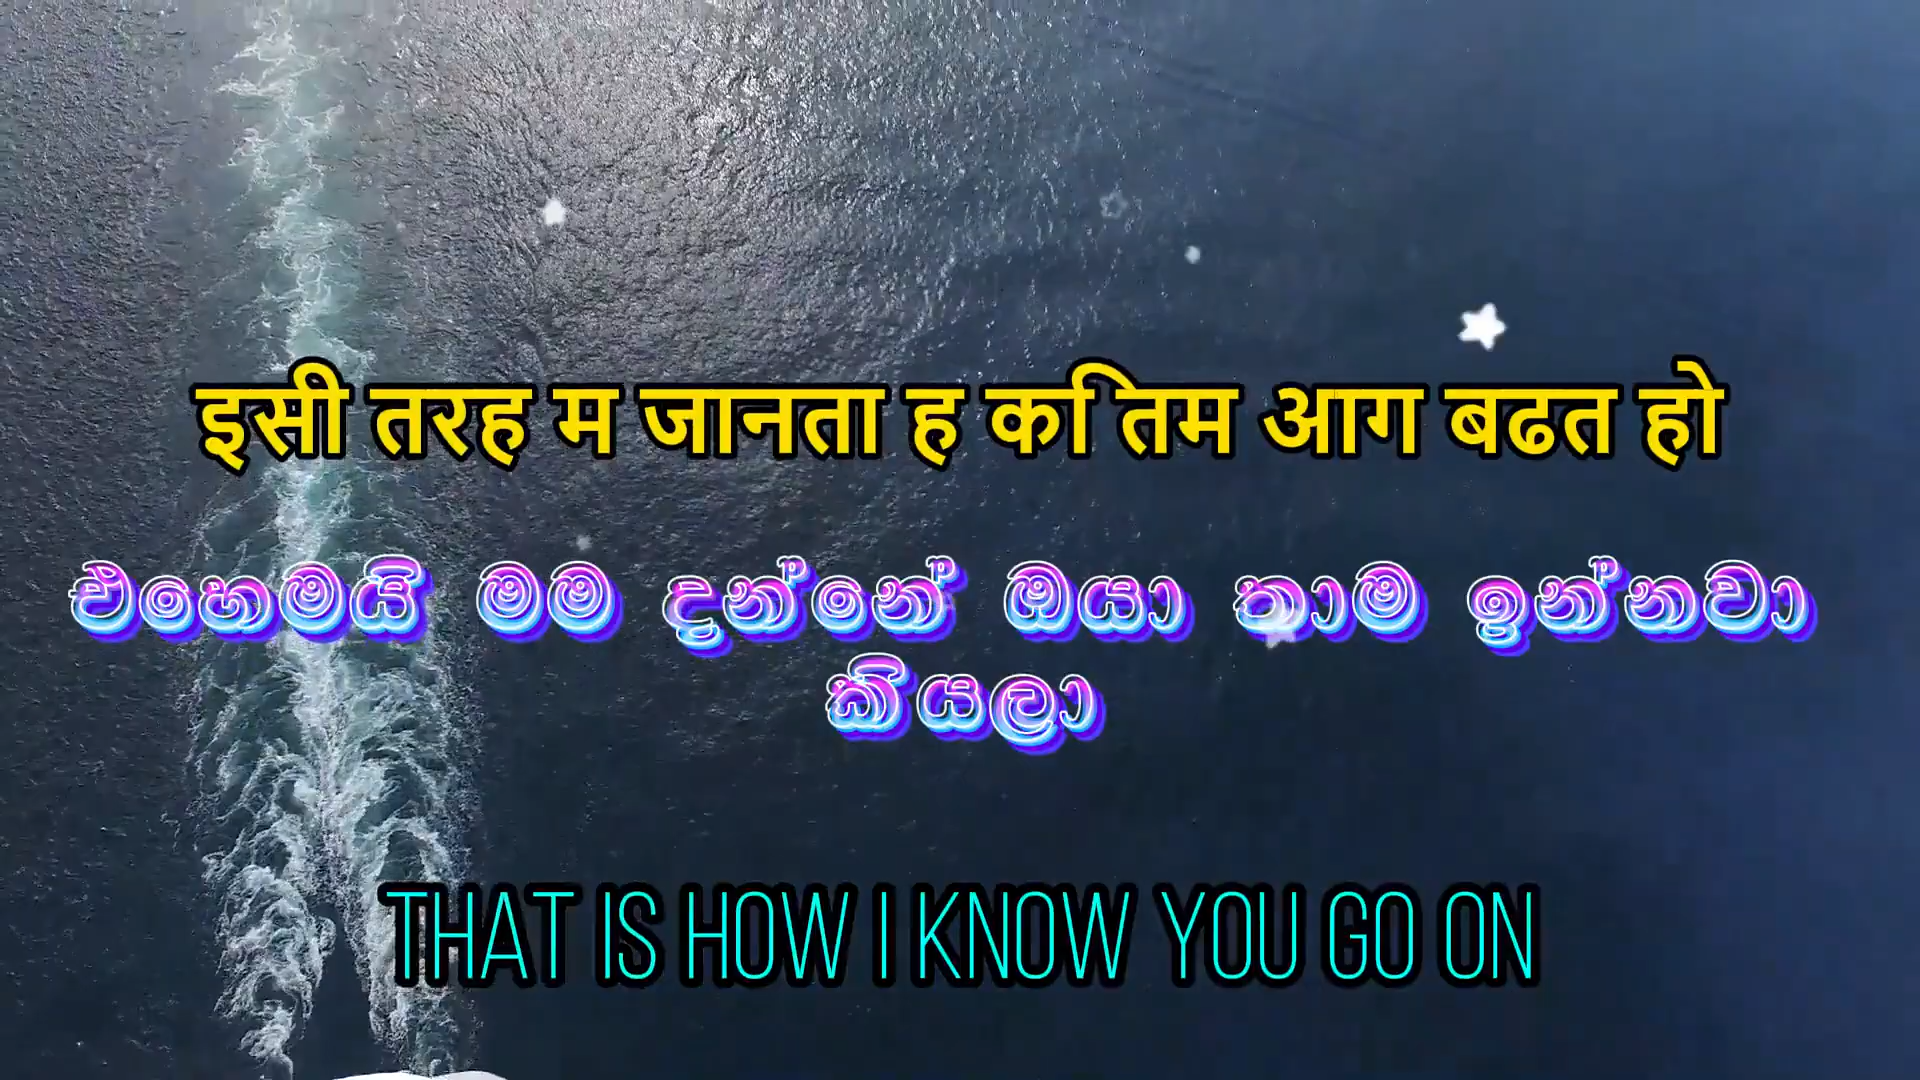 इसी तरह म जानता ह कि तम आग बढत हो
එහෙමයි මම දන්නේ ඔයා තාම ඉන්නවා
කියලා
THAT IS HOW I KNOW YOU GO ON